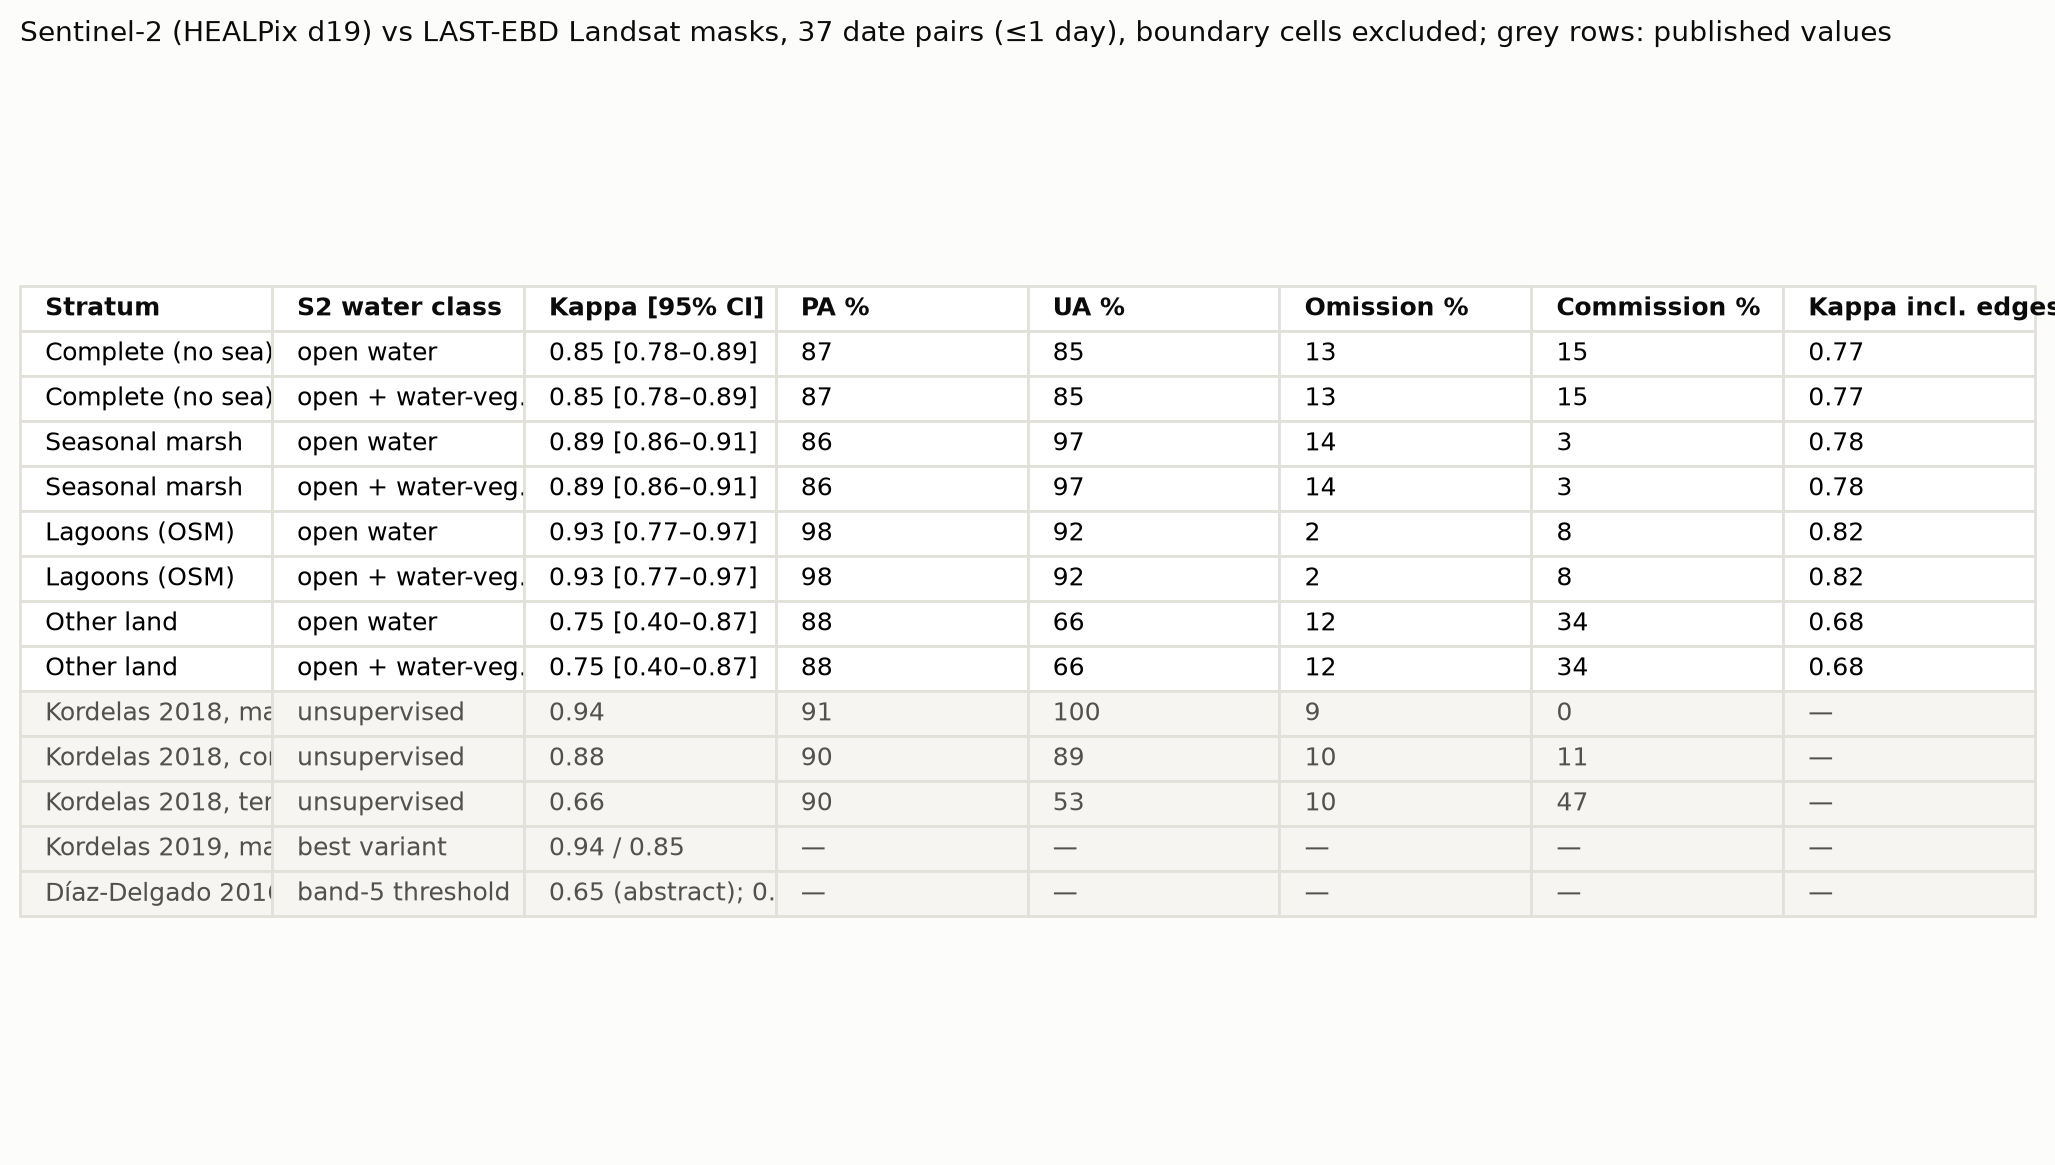 Sentinel-2 (HEALPix d19) vs LAST-EBD Landsat masks, 37 date pairs (≤1 day), boundary cells excluded; grey rows: published values
Stratum S2 water class Kappa [95% CI] PA % UA % Omission % Commission % Kappa incl. edges
Complete (no sea) open water 0.85 [0.78–0.89] 87 85 13 15 0.77
Complete (no sea) open + water-veg. 0.85 [0.78–0.89] 87 85 13 15 0.77
Seasonal marsh open water 0.89 [0.86–0.91] 86 97 14 3 0.78
Seasonal marsh open + water-veg. 0.89 [0.86–0.91] 86 97 14 3 0.78
Lagoons (OSM) open water 0.93 [0.77–0.97] 98 92 2 8 0.82
Lagoons (OSM) open + water-veg. 0.93 [0.77–0.97] 98 92 2 8 0.82
Other land open water 0.75 [0.40–0.87] 88 66 12 34 0.68
Other land open + water-veg. 0.75 [0.40–0.87] 88 66 12 34 0.68
Kordelas 2018, ma unsupervised 0.94 91 100 9 0 —
Kordelas 2018, unsupervised 0.88 90 89 10 11 —
Kordelas 2018, unsupervised 0.66 90 53 10 47 —
Kordelas 2019, ma best variant 0.94 / 0.85 — — — — —
Díaz-Delgado band-5 threshold 0.65 (abstract); 0. — — — — —